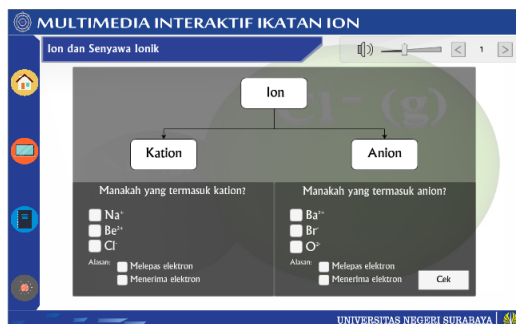 MULTIMEDIA INTERAKTIF IKATAN ION
Ion dan Senyawa Ionik
< 1 >
Cl⁻ (g)
Ion
Kation
Anion
Manakah yang termasuk kation?
Na⁺
Be²⁺
Cl⁻
Alasan:
Melepas elektron
Menerima elektron
Manakah yang termasuk anion?
Ba²⁺
Br⁻
O²⁻
Alasan:
Melepas elektron
Menerima elektron
Cek
UNIVERSITAS NEGERI SURABAYA